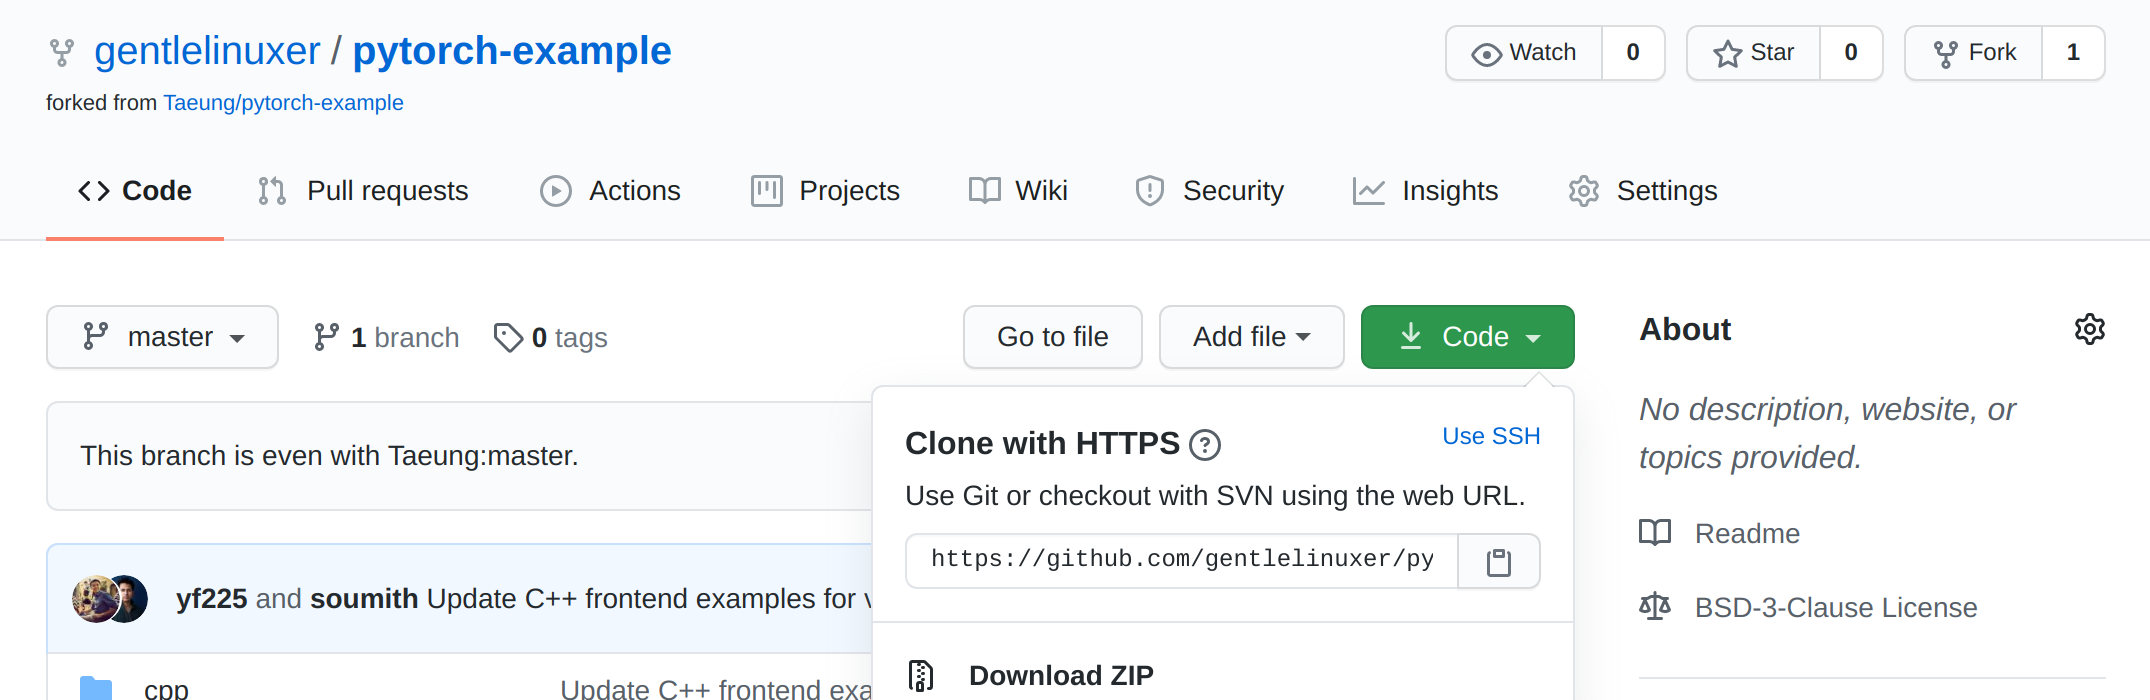 gentlelinuxer / pytorch-example
Watch 0
Star 0
Fork 1
forked from Taeung/pytorch-example
Code
Pull requests
Actions
Projects
Wiki
Security
Insights
Settings
master
1 branch
0 tags
Go to file
Add file
Code
This branch is even with Taeung:master.
yf225 and soumith Update C++ frontend examples for
cpp
Update C++ frontend exa
Clone with HTTPS
Use SSH
Use Git or checkout with SVN using the web URL.
https://github.com/gentlelinuxer/py
Download ZIP
About
No description, website, or
topics provided.
Readme
BSD-3-Clause License